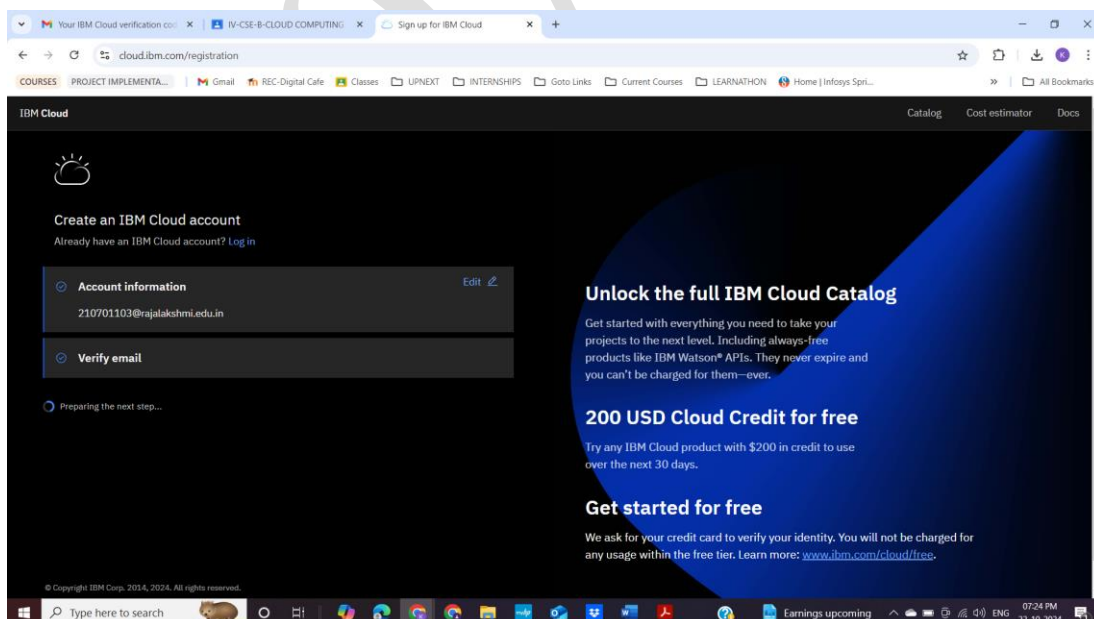 Your IBM Cloud verification cod
IV-CSE-B-CLOUD COMPUTING
Sign up for IBM Cloud
cloud.ibm.com/registration
K
COURSES PROJECT IMPLEMENTA... Gmail REC-Digital Cafe Classes UPNEXT INTERNSHIPS Goto Links Current Courses LEARNATHON Home | Infosys Spri... All Bookmarks
IBM Cloud Catalog Cost estimator Docs
Create an IBM Cloud account
Already have an IBM Cloud account? Log in
Account information Edit
210701103@rajalakshmi.edu.in
Verify email
Preparing the next step...
Unlock the full IBM Cloud Catalog
Get started with everything you need to take your
projects to the next level. Including always-free
products like IBM Watson® APIs. They never expire and
you can't be charged for them—ever.
200 USD Cloud Credit for free
Try any IBM Cloud product with $200 in credit to use
over the next 30 days.
Get started for free
We ask for your credit card to verify your identity. You will not be charged for
any usage within the free tier. Learn more: www.ibm.com/cloud/free.
© Copyright IBM Corp. 2014, 2024. All rights reserved.
Type here to search
Earnings upcoming
ENG
07:24 PM